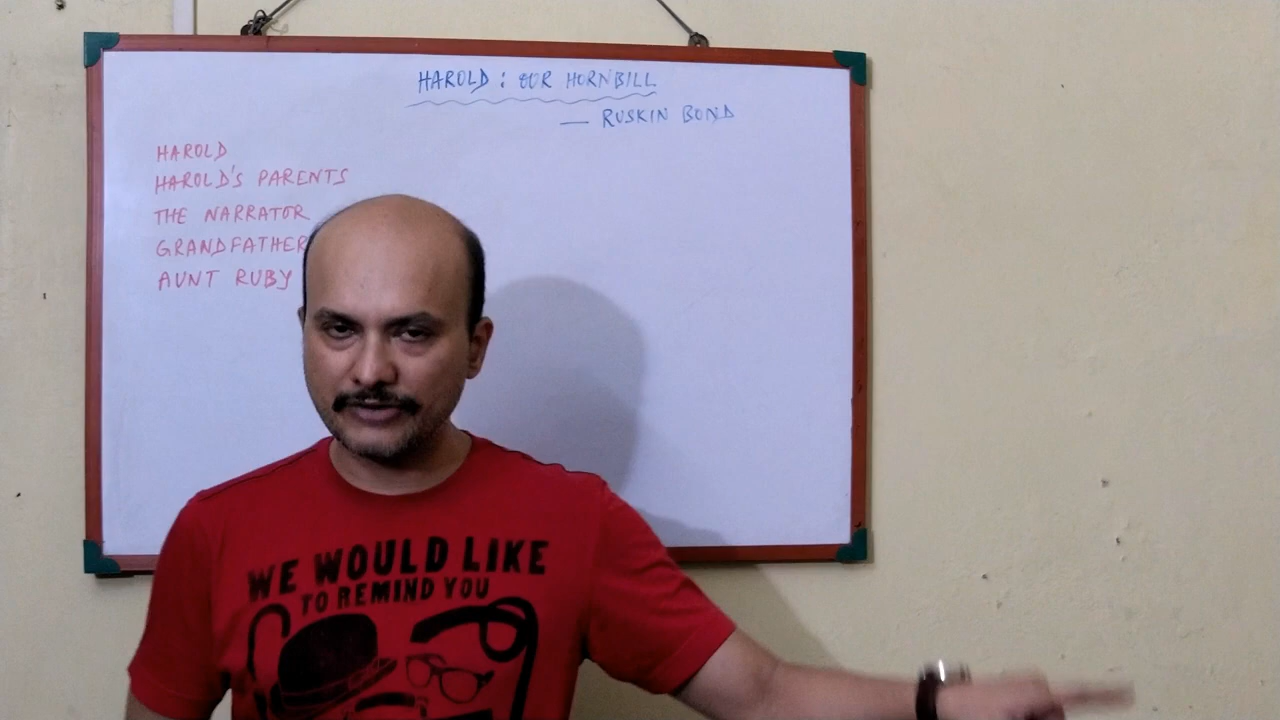 HAROLD : OUR HORNBILL
— RUSKIN BOND
HAROLD
HAROLD'S PARENTS
THE NARRATOR
GRANDFATHER
AUNT RUBY
WE WOULD LIKE
TO REMIND YOU